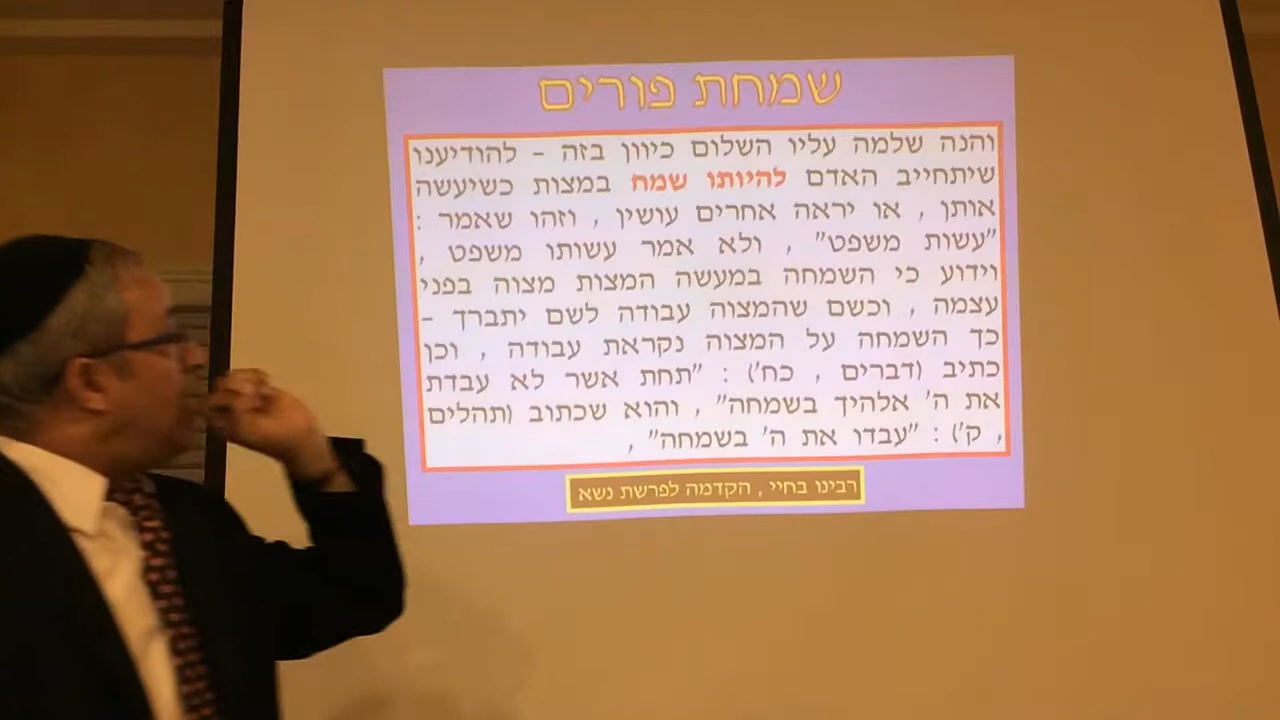 שמחת פורים
והנה שלמה עליו השלום כיוון בזה – להודיענו
שיתחייב האדם להיותו שמח במצות כשיעשה
אותן , או יראה אחרים עושין , וזהו שאמר :
"עשות משפט" , ולא אמר עשותו משפט ,
וידוע כי השמחה במעשה המצות מצוה בפני
עצמה , וכשם שהמצוה עבודה לשם יתברך –
כך השמחה על המצוה נקראת עבודה , וכן
כתיב (דברים , כח') : "תחת אשר לא עבדת
את ה' אלהיך בשמחה" , והוא שכתוב (תהלים
, ק') : "עבדו את ה' בשמחה" ,
רבינו בחיי , הקדמה לפרשת נשא